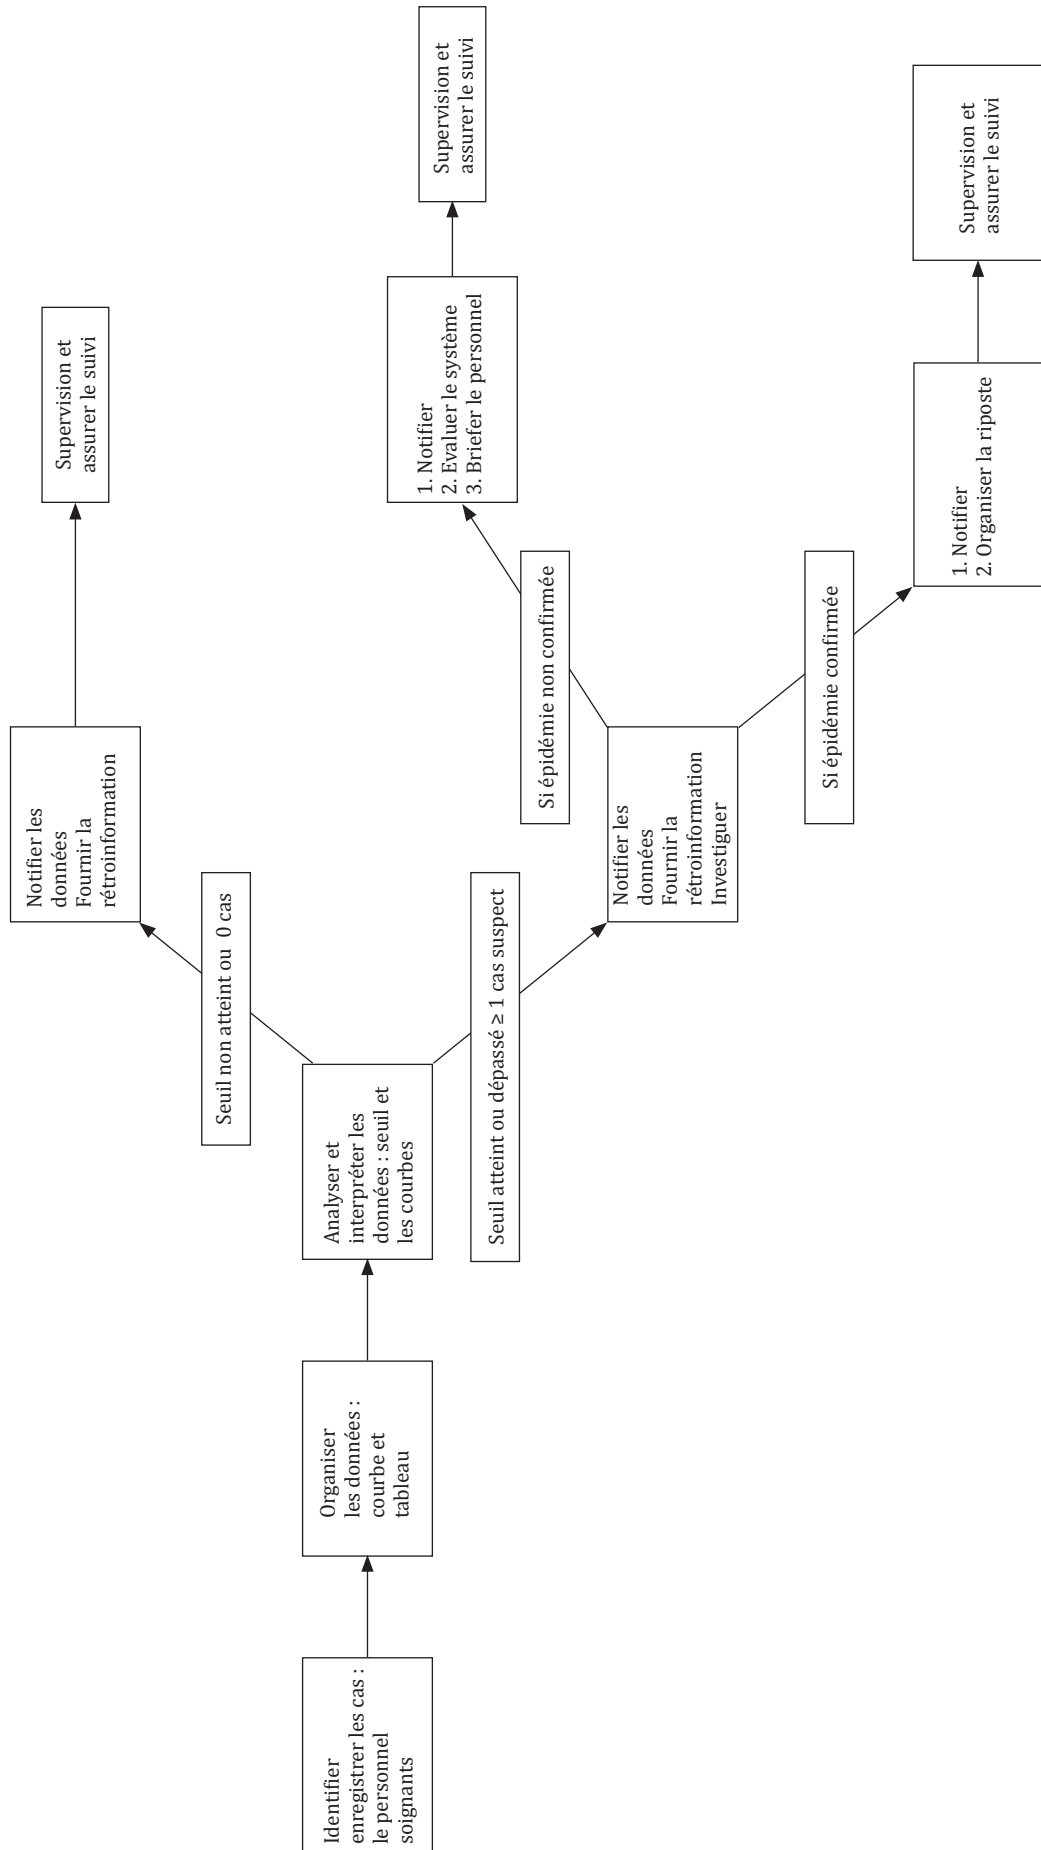 Identifier
enregistrer les cas :
le personnel
soignants
Organiser
les données :
courbe et
tableau
Analyser et
interpréter les
données : seuil et
les courbes
Seuil non atteint ou 0 cas
Notifier les
données
Fournir la
rétroinformation
Supervision et
assurer le suivi
Seuil atteint ou dépassé ≥ 1 cas suspect
Notifier les
données
Fournir la
rétroinformation
Investiguer
Si épidémie non confirmée
1. Notifier
2. Evaluer le système
3. Briefer le personnel
Supervision et
assurer le suivi
Si épidémie confirmée
1. Notifier
2. Organiser la riposte
Supervision et
assurer le suivi